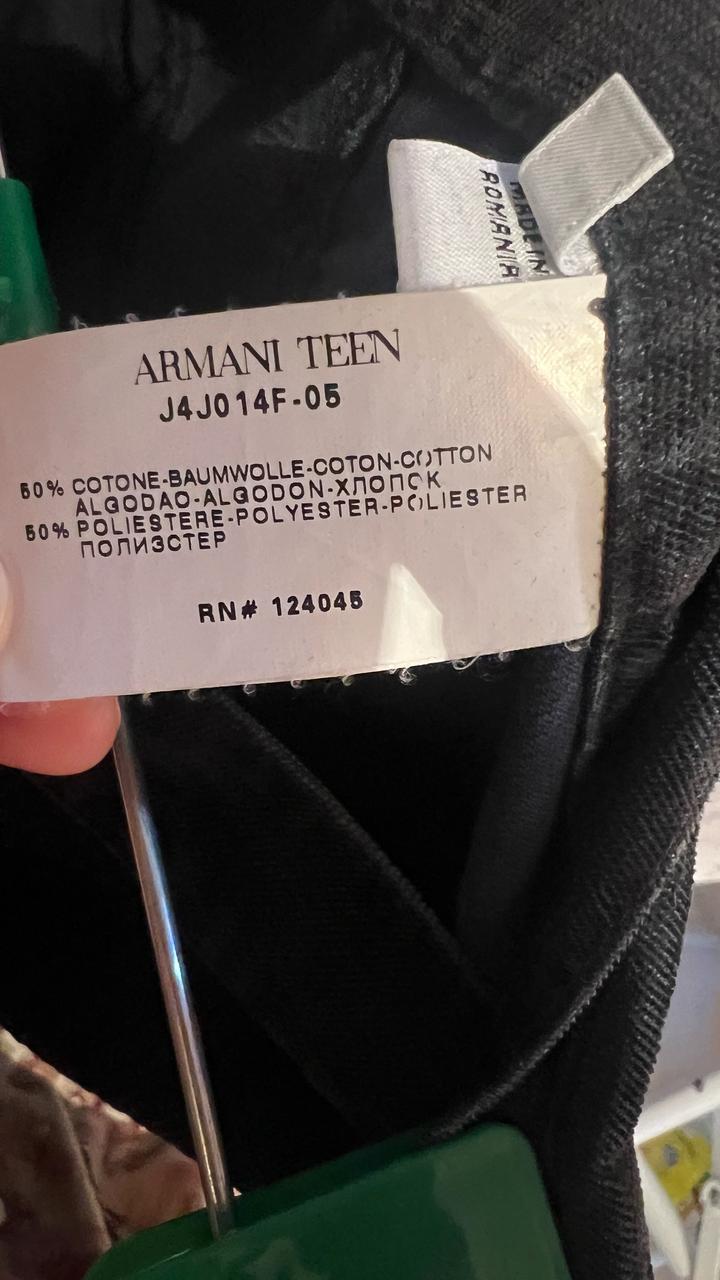 MADE IN
ROMANIA
ARMANI TEEN
J4J014F-05
50% COTONE-BAUMWOLLE-COTON-COTTON
ALGODAO-ALGODON-ХЛОПОК
50% POLIESTERE-POLYESTER-POLIESTER
ПОЛИЭСТЕР
RN# 124045